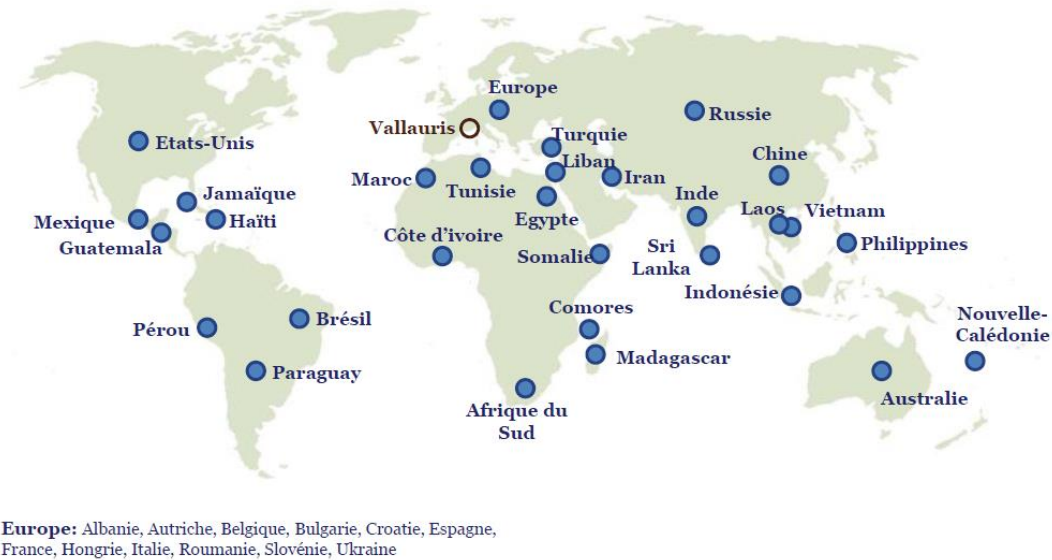 Europe
Vallauris
Russie
Etats-Unis
Turquie
Chine
Liban
Maroc
Tunisie
Iran
Jamaïque
Inde
Mexique
Haïti
Egypte
Laos
Vietnam
Guatemala
Côte d'ivoire
Somalie
Sri
Lanka
Philippines
Indonésie
Comores
Nouvelle-
Calédonie
Pérou
Brésil
Madagascar
Paraguay
Australie
Afrique du
Sud
Europe: Albanie, Autriche, Belgique, Bulgarie, Croatie, Espagne,
France, Hongrie, Italie, Roumanie, Slovénie, Ukraine